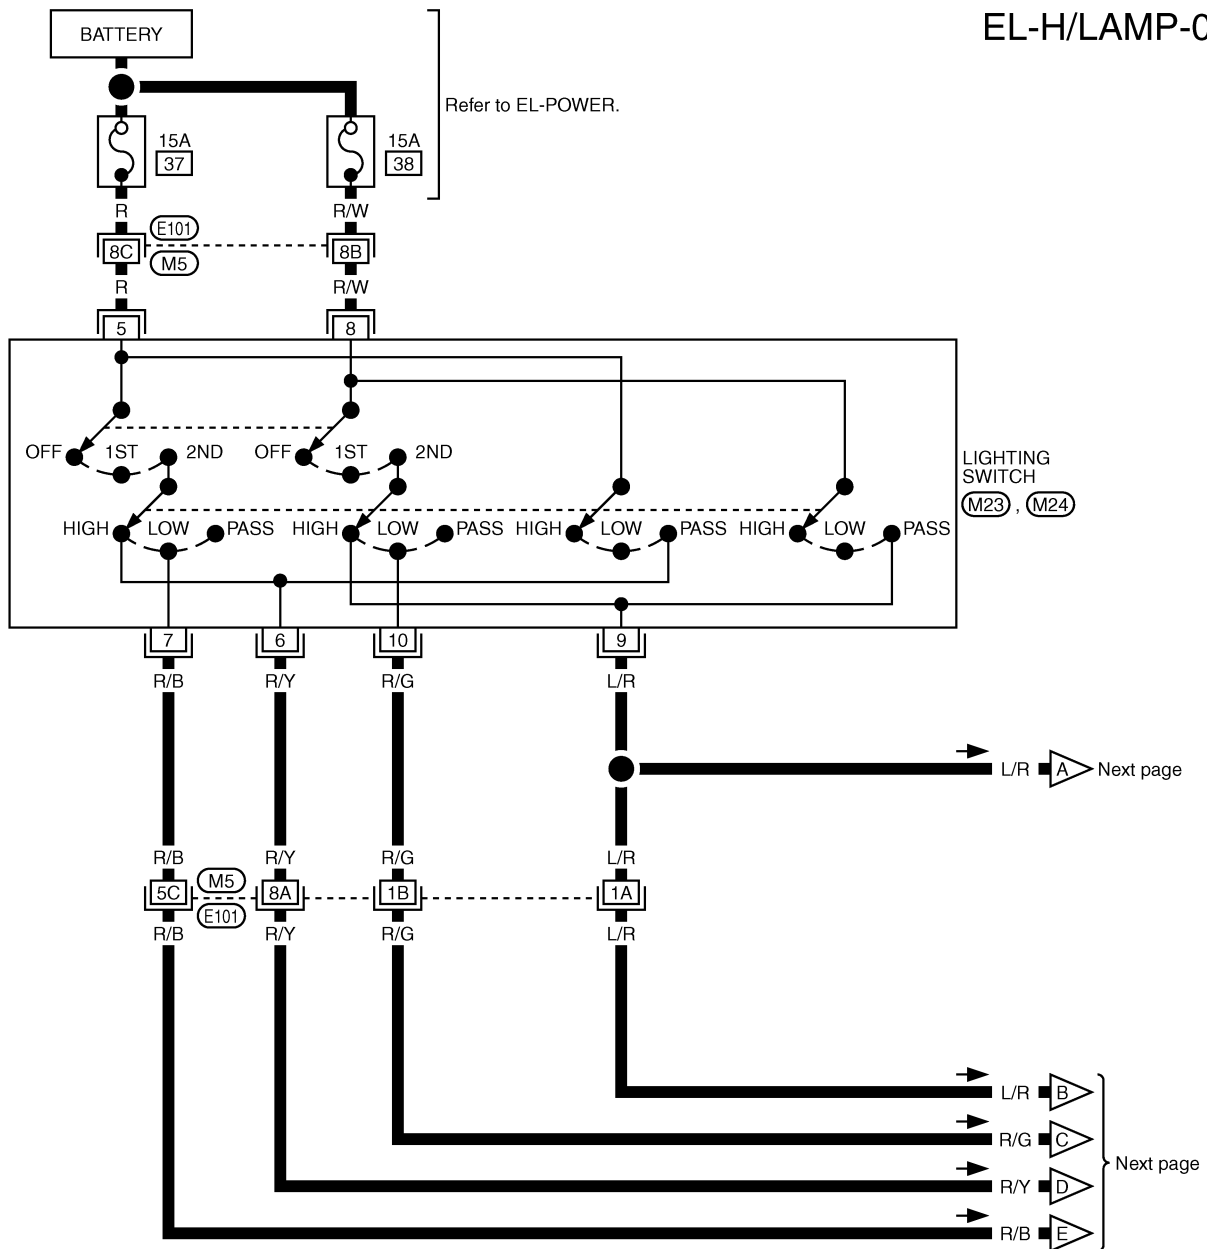 EL-H/LAMP-0
BATTERY
Refer to EL-POWER.
15A
37
15A
38
R
R/W
E101
8C
8B
M5
R
R/W
5
8
OFF 1ST 2ND OFF 1ST 2ND
LIGHTING
SWITCH
M23 , M24
HIGH LOW PASS HIGH LOW PASS HIGH LOW PASS HIGH LOW PASS
7 6 10 9
R/B R/Y R/G L/R
L/R A Next page
R/B R/Y R/G L/R
M5
5C 8A 1B 1A
E101
R/B R/Y R/G L/R
L/R B
R/G C
Next page
R/Y D
R/B E